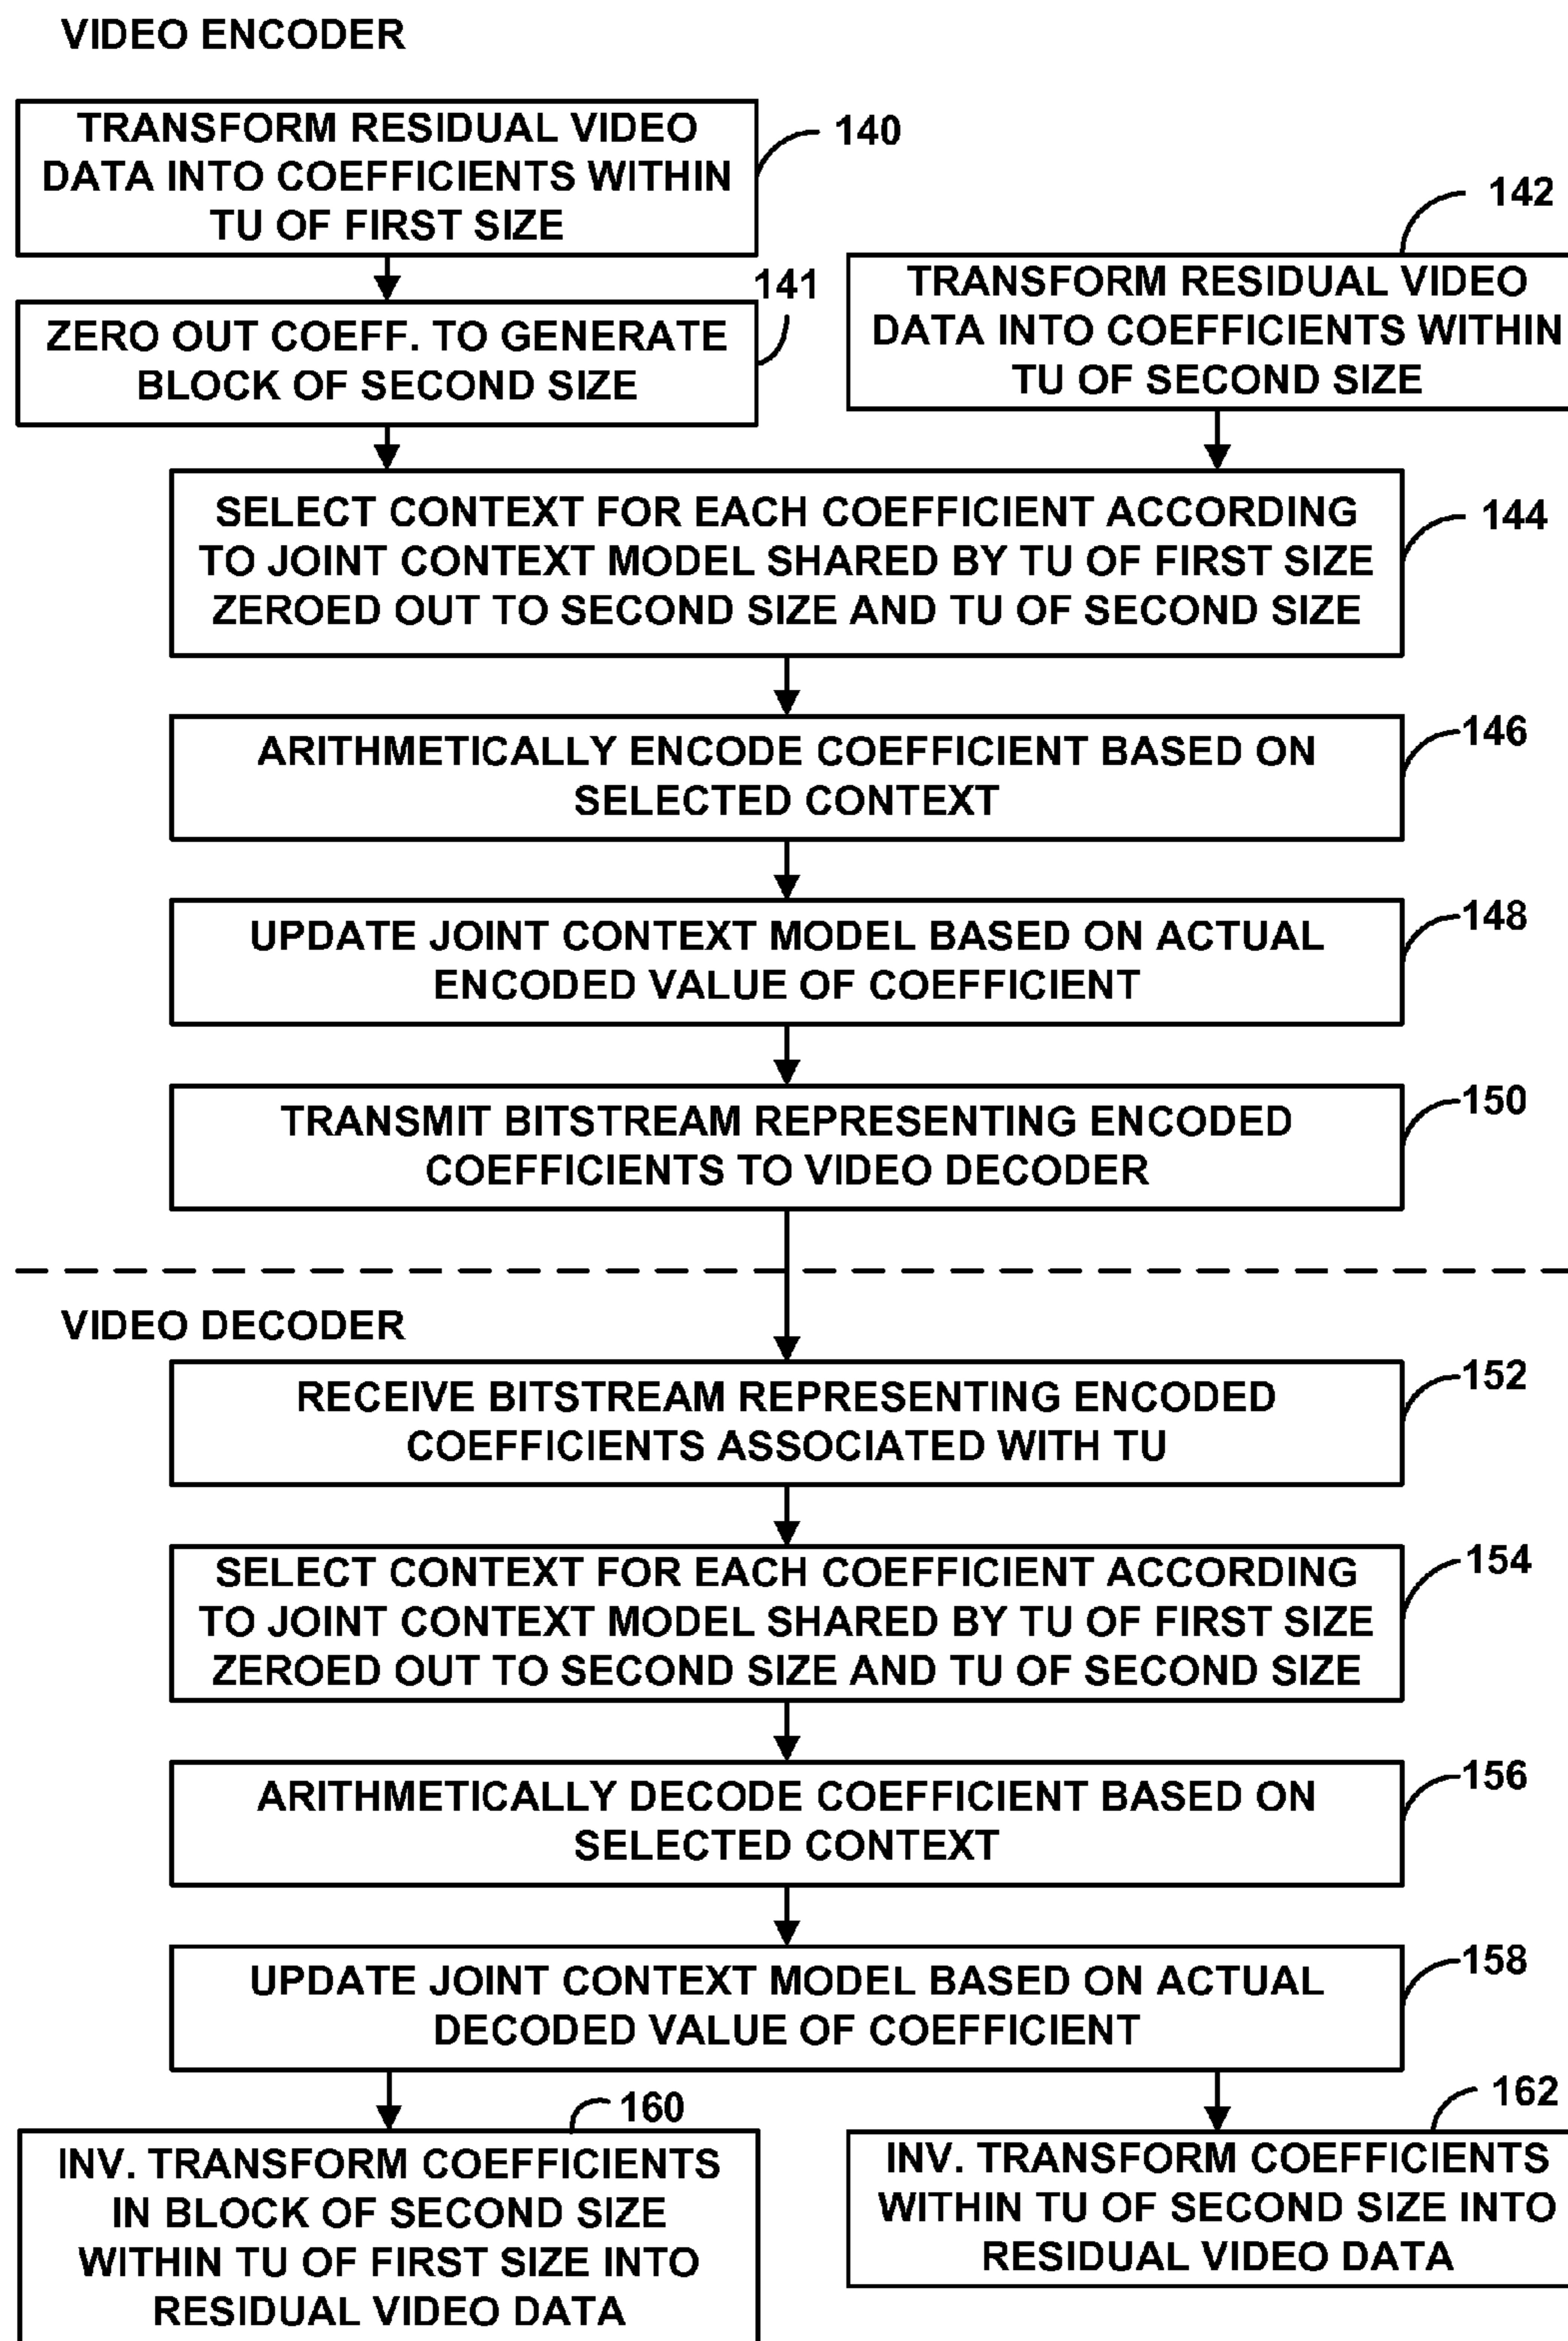 VIDEO ENCODER
TRANSFORM RESIDUAL VIDEO
DATA INTO COEFFICIENTS WITHIN
TU OF FIRST SIZE
140
142
141
ZERO OUT COEFF. TO GENERATE
BLOCK OF SECOND SIZE
TRANSFORM RESIDUAL VIDEO
DATA INTO COEFFICIENTS WITHIN
TU OF SECOND SIZE
SELECT CONTEXT FOR EACH COEFFICIENT ACCORDING
TO JOINT CONTEXT MODEL SHARED BY TU OF FIRST SIZE
ZEROED OUT TO SECOND SIZE AND TU OF SECOND SIZE
144
ARITHMETICALLY ENCODE COEFFICIENT BASED ON
SELECTED CONTEXT
146
UPDATE JOINT CONTEXT MODEL BASED ON ACTUAL
ENCODED VALUE OF COEFFICIENT
148
TRANSMIT BITSTREAM REPRESENTING ENCODED
COEFFICIENTS TO VIDEO DECODER
150
VIDEO DECODER
RECEIVE BITSTREAM REPRESENTING ENCODED
COEFFICIENTS ASSOCIATED WITH TU
152
SELECT CONTEXT FOR EACH COEFFICIENT ACCORDING
TO JOINT CONTEXT MODEL SHARED BY TU OF FIRST SIZE
ZEROED OUT TO SECOND SIZE AND TU OF SECOND SIZE
154
ARITHMETICALLY DECODE COEFFICIENT BASED ON
SELECTED CONTEXT
156
UPDATE JOINT CONTEXT MODEL BASED ON ACTUAL
DECODED VALUE OF COEFFICIENT
158
160
INV. TRANSFORM COEFFICIENTS
IN BLOCK OF SECOND SIZE
WITHIN TU OF FIRST SIZE INTO
RESIDUAL VIDEO DATA
162
INV. TRANSFORM COEFFICIENTS
WITHIN TU OF SECOND SIZE INTO
RESIDUAL VIDEO DATA